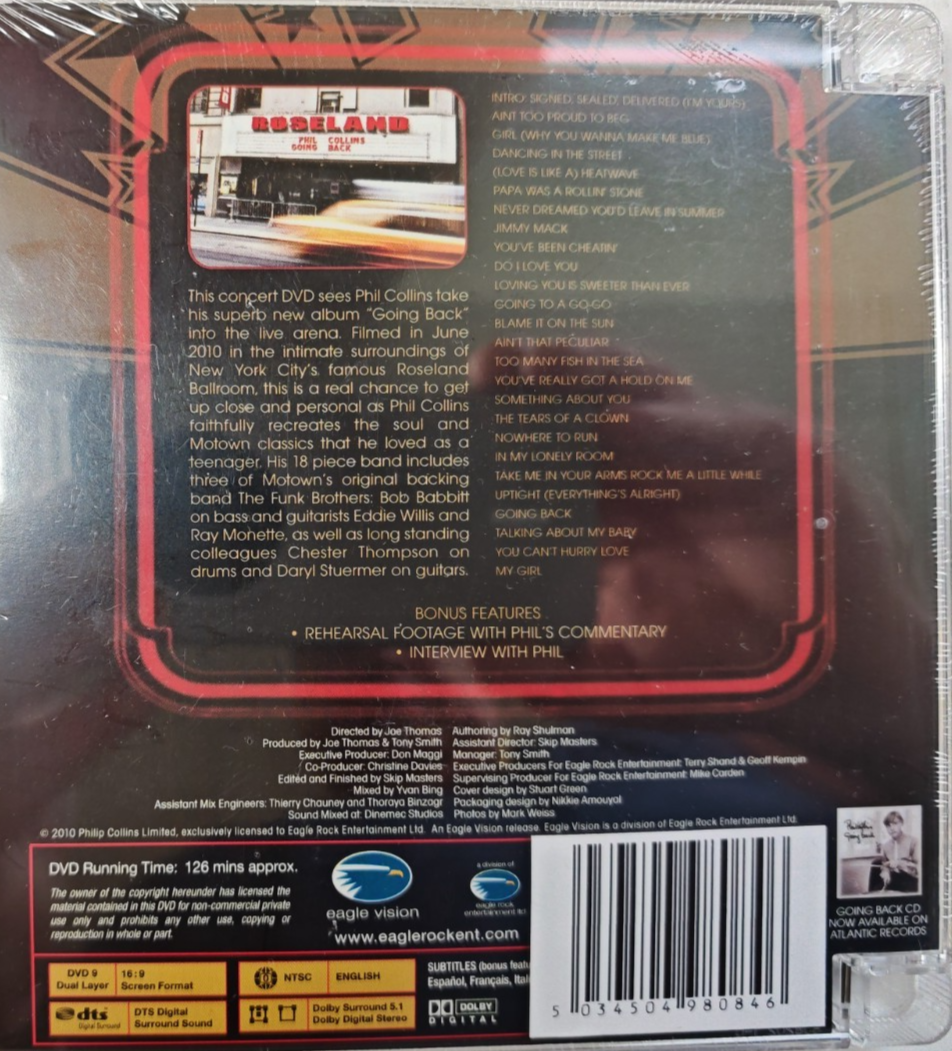 ROSELAND
PHIL COLLINS
GOING BACK
This concert DVD sees Phil Collins take
his superb new album "Going Back"
into the live arena. Filmed in June
2010 in the intimate surroundings of
New York City's famous Roseland
Ballroom, this is a real chance to get
up close and personal as Phil Collins
faithfully recreates the soul and
Motown classics that he loved as a
teenager. His 18 piece band includes
three of Motown's original backing
band The Funk Brothers: Bob Babbitt
on bass and guitarists Eddie Willis and
Ray Monette, as well as long standing
colleagues Chester Thompson on
drums and Daryl Stuermer on guitars.
INTRO: SIGNED, SEALED, DELIVERED (I'M YOURS)
AINT TOO PROUD TO BEG
GIRL (WHY YOU WANNA MAKE ME BLUE)
DANCING IN THE STREET
(LOVE IS LIKE A) HEATWAVE
PAPA WAS A ROLLIN' STONE
NEVER DREAMED YOU'D LEAVE IN SUMMER
JIMMY MACK
YOU'VE BEEN CHEATIN'
DO I LOVE YOU
LOVING YOU IS SWEETER THAN EVER
GOING TO A GO-GO
BLAME IT ON THE SUN
AIN'T THAT PECULIAR
TOO MANY FISH IN THE SEA
YOU'VE REALLY GOT A HOLD ON ME
SOMETHING ABOUT YOU
THE TEARS OF A CLOWN
NOWHERE TO RUN
IN MY LONELY ROOM
TAKE ME IN YOUR ARMS ROCK ME A LITTLE WHILE
UPTIGHT (EVERYTHING'S ALRIGHT)
GOING BACK
TALKING ABOUT MY BABY
YOU CAN'T HURRY LOVE
MY GIRL
BONUS FEATURES
• REHEARSAL FOOTAGE WITH PHIL'S COMMENTARY
• INTERVIEW WITH PHIL
Directed by Joe Thomas
Produced by Joe Thomas & Tony Smith
Executive Producer: Don Maggi
Co-Producer: Christine Davies
Edited and Finished by Skip Masters
Mixed by Yvan Bing
Assistant Mix Engineers: Thierry Chauney and Thoraya Binzagr
Sound Mixed at: Dinemec Studios
Authoring by Ray Shulman
Assistant Director: Skip Masters
Manager: Tony Smith
Executive Producers For Eagle Rock Entertainment: Terry Shand & Geoff Kempin
Supervising Producer For Eagle Rock Entertainment: Mike Carden
Cover design by Stuart Green
Packaging design by Nikkie Amouyal
Photos by Mark Weiss
© 2010 Philip Collins Limited, exclusively licensed to Eagle Rock Entertainment Ltd. An Eagle Vision release. Eagle Vision is a division of Eagle Rock Entertainment Ltd.
DVD Running Time: 126 mins approx.
The owner of the copyright hereunder has licensed the
material contained in this DVD for non-commercial private
use only and prohibits any other use, copying or
reproduction in whole or part.
eagle vision
a division of
eagle rock
entertainment ltd
www.eaglerockent.com
DVD 9
Dual Layer
16:9
Screen Format
NTSC
ENGLISH
dts
Digital Surround
DTS Digital
Surround Sound
Dolby Surround 5.1
Dolby Digital Stereo
SUBTITLES (bonus
Español, Français,
DOLBY
DIGITAL
5 034504 980846
Going back
GOING BACK CD
NOW AVAILABLE ON
ATLANTIC RECORDS